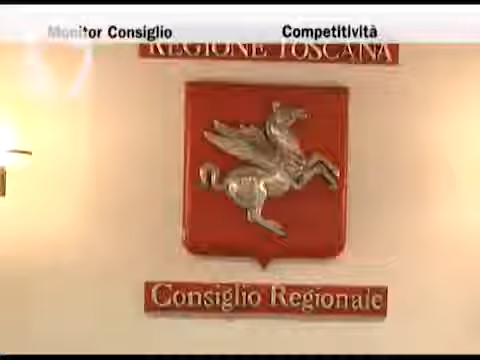 Monitor Consiglio
Competitività
REGIONE TOSCANA
Consiglio Regionale